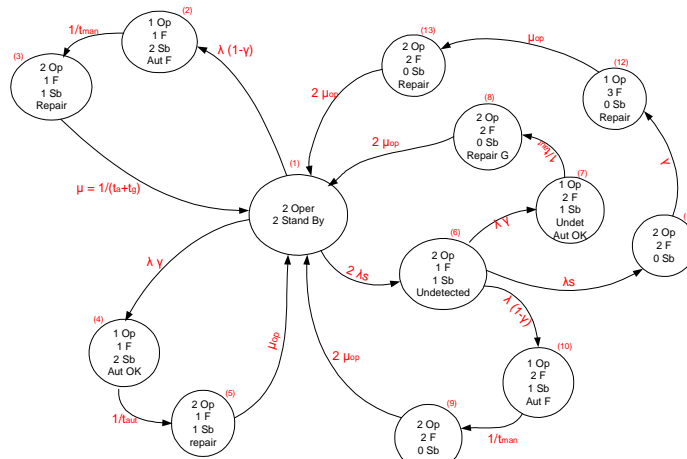 (1)
2 Oper
2 Stand By
(2)
1 Op
1 F
2 Sb
Aut F
(3)
2 Op
1 F
1 Sb
Repair
(4)
1 Op
1 F
2 Sb
Aut OK
(5)
2 Op
1 F
1 Sb
repair
(6)
2 Op
1 F
1 Sb
Undetected
(7)
1 Op
2 F
1 Sb
Undet
Aut OK
(8)
2 Op
2 F
0 Sb
Repair G
(9)
2 Op
2 F
0 Sb
(10)
1 Op
2 F
1 Sb
Aut F
2 Op
2 F
0 Sb
(12)
1 Op
3 F
0 Sb
Repair
(13)
2 Op
2 F
0 Sb
Repair
λ (1-γ)
1/tman
μ = 1/(ta+tg)
λ γ
1/taut
μop
2 λs
λ γ
1/taut
2 μop
λs
λ
μop
2 μop
λ (1-γ)
1/tman
2 μop